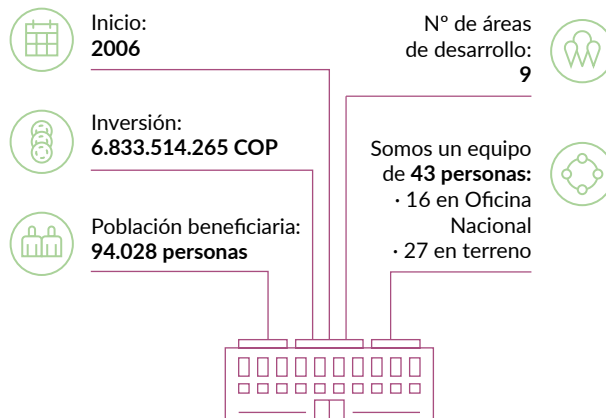 Inicio:
2006
Inversión:
6.833.514.265 COP
Población beneficiaria:
94.028 personas
Nº de áreas
de desarrollo:
9
Somos un equipo
de 43 personas:
· 16 en Oficina
Nacional
· 27 en terreno